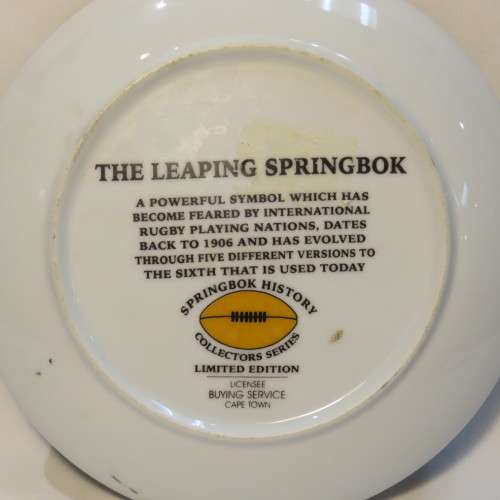 THE LEAPING SPRINGBOK
A POWERFUL SYMBOL WHICH HAS
BECOME FEARED BY INTERNATIONAL
RUGBY PLAYING NATIONS, DATES
BACK TO 1906 AND HAS EVOLVED
THROUGH FIVE DIFFERENT VERSIONS TO
THE SIXTH THAT IS USED TODAY
SPRINGBOK HISTORY
COLLECTORS SERIES
LIMITED EDITION
LICENSEE
BUYING SERVICE
CAPE TOWN